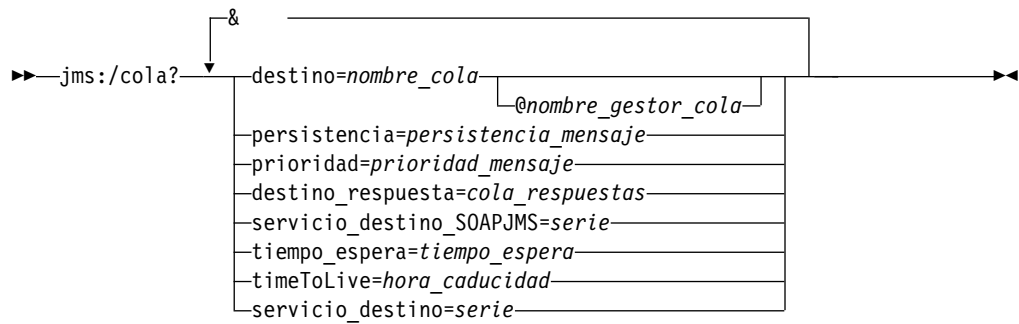 &
jms:/cola? destino=nombre_cola
@nombre_gestor_cola
persistencia=persistencia_mensaje
prioridad=prioridad_mensaje
destino_respuesta=cola_respuestas
servicio_destino_SOAPJMS=serie
tiempo_espera=tiempo_espera
timeToLive=hora_caducidad
servicio_destino=serie